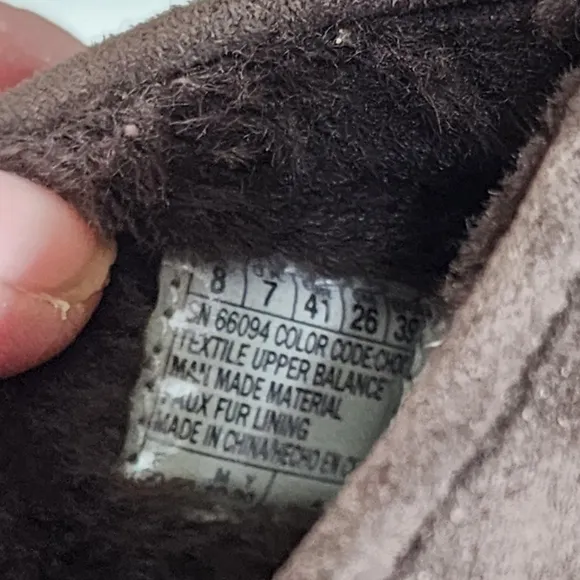 8 7 41 26 39
SN 66094 COLOR CODE:CHOC
TEXTILE UPPER BALANCE
MAN MADE MATERIAL
FAUX FUR LINING
MADE IN CHINA/HECHO EN